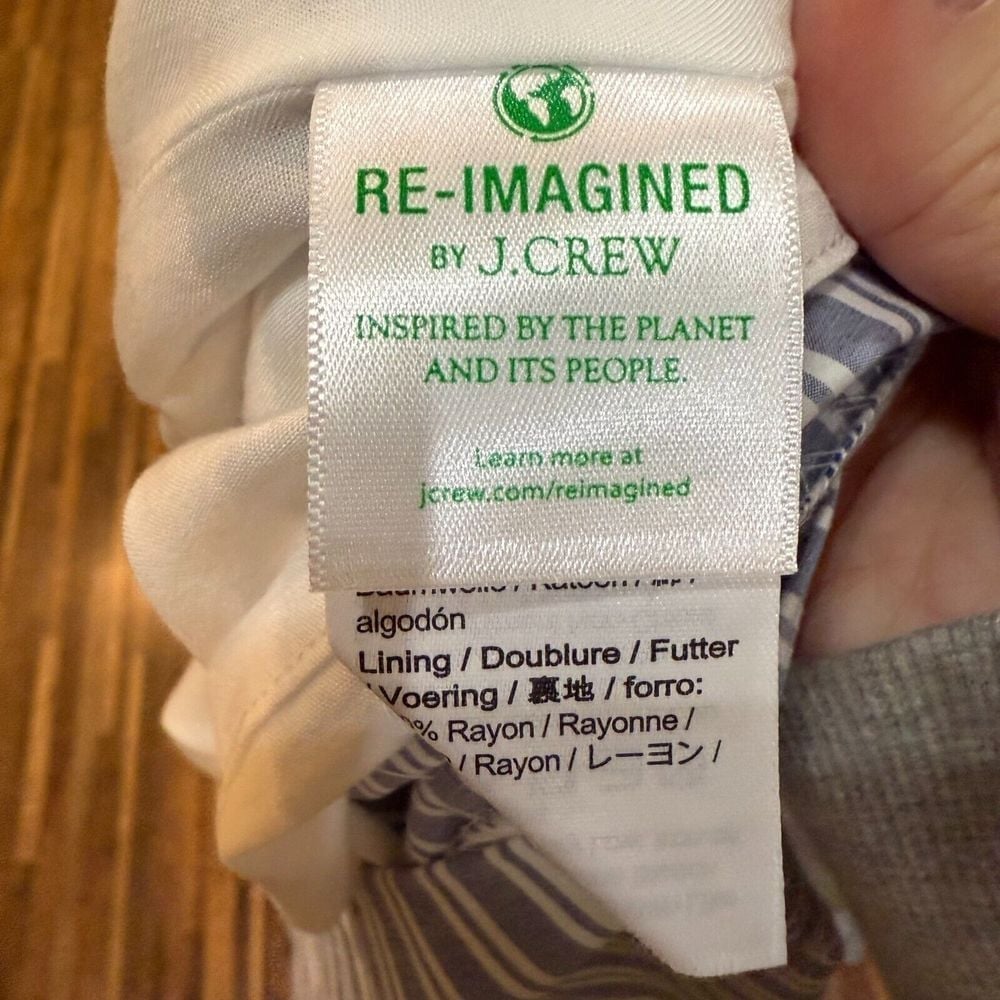 RE-IMAGINED
BY J.CREW
INSPIRED BY THE PLANET
AND ITS PEOPLE.
Learn more at
jcrew.com/reimagined
algodón
Lining / Doublure / Futter
/ Voering / 裏地 / forro:
% Rayon / Rayonne /
/ Rayon / レーヨン /